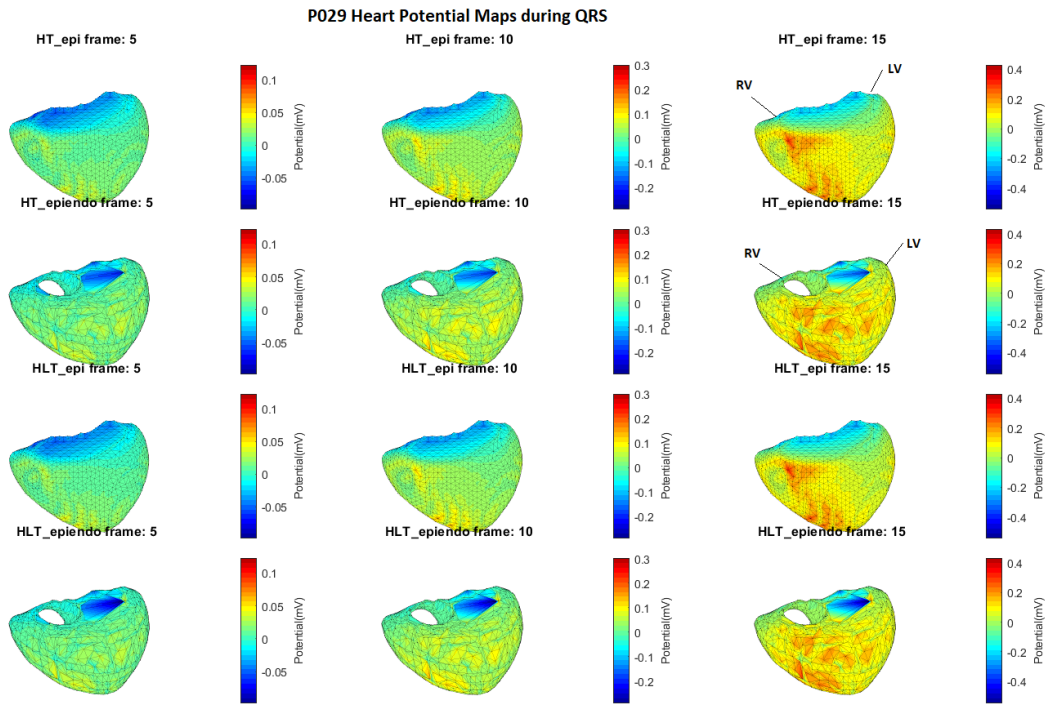 P029 Heart Potential Maps during QRS
HT_epi frame: 5
HT_epi frame: 10
HT_epi frame: 15
0.1
0.05
0
-0.05
Potential(mV)
0.3
0.2
0.1
0
-0.1
-0.2
Potential(mV)
RV
LV
0.4
0.2
0
-0.2
-0.4
Potential(mV)
HT_epiendo frame: 5
HT_epiendo frame: 10
HT_epiendo frame: 15
0.1
0.05
0
-0.05
Potential(mV)
0.3
0.2
0.1
0
-0.1
-0.2
Potential(mV)
RV
LV
0.4
0.2
0
-0.2
-0.4
Potential(mV)
HLT_epi frame: 5
HLT_epi frame: 10
HLT_epi frame: 15
0.1
0.05
0
-0.05
Potential(mV)
0.3
0.2
0.1
0
-0.1
-0.2
Potential(mV)
0.4
0.2
0
-0.2
-0.4
Potential(mV)
HLT_epiendo frame: 5
HLT_epiendo frame: 10
HLT_epiendo frame: 15
0.1
0.05
0
-0.05
Potential(mV)
0.3
0.2
0.1
0
-0.1
-0.2
Potential(mV)
0.4
0.2
0
-0.2
-0.4
Potential(mV)